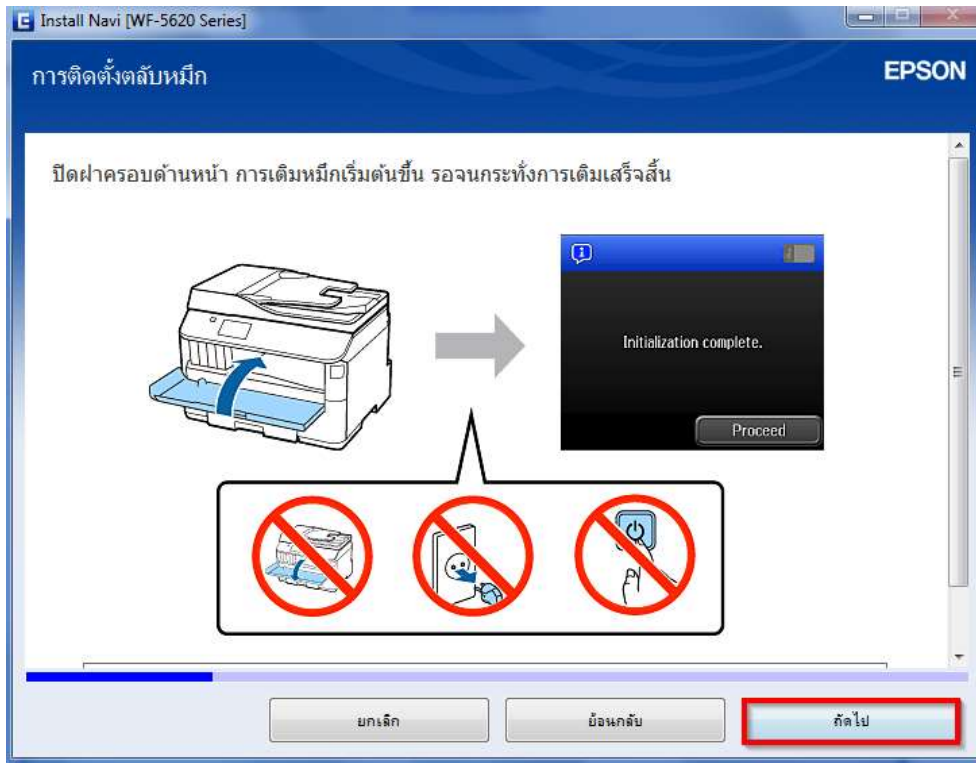 Install Navi [WF-5620 Series]
การติดตั้งตลับหมึก
EPSON
ปิดฝาครอบด้านหน้า การเติมหมึกเริ่มต้นขึ้น รอจนกระทั่งการเติมเสร็จสิ้น
Initialization complete.
Proceed
ยกเลิก
ย้อนกลับ
ถัดไป